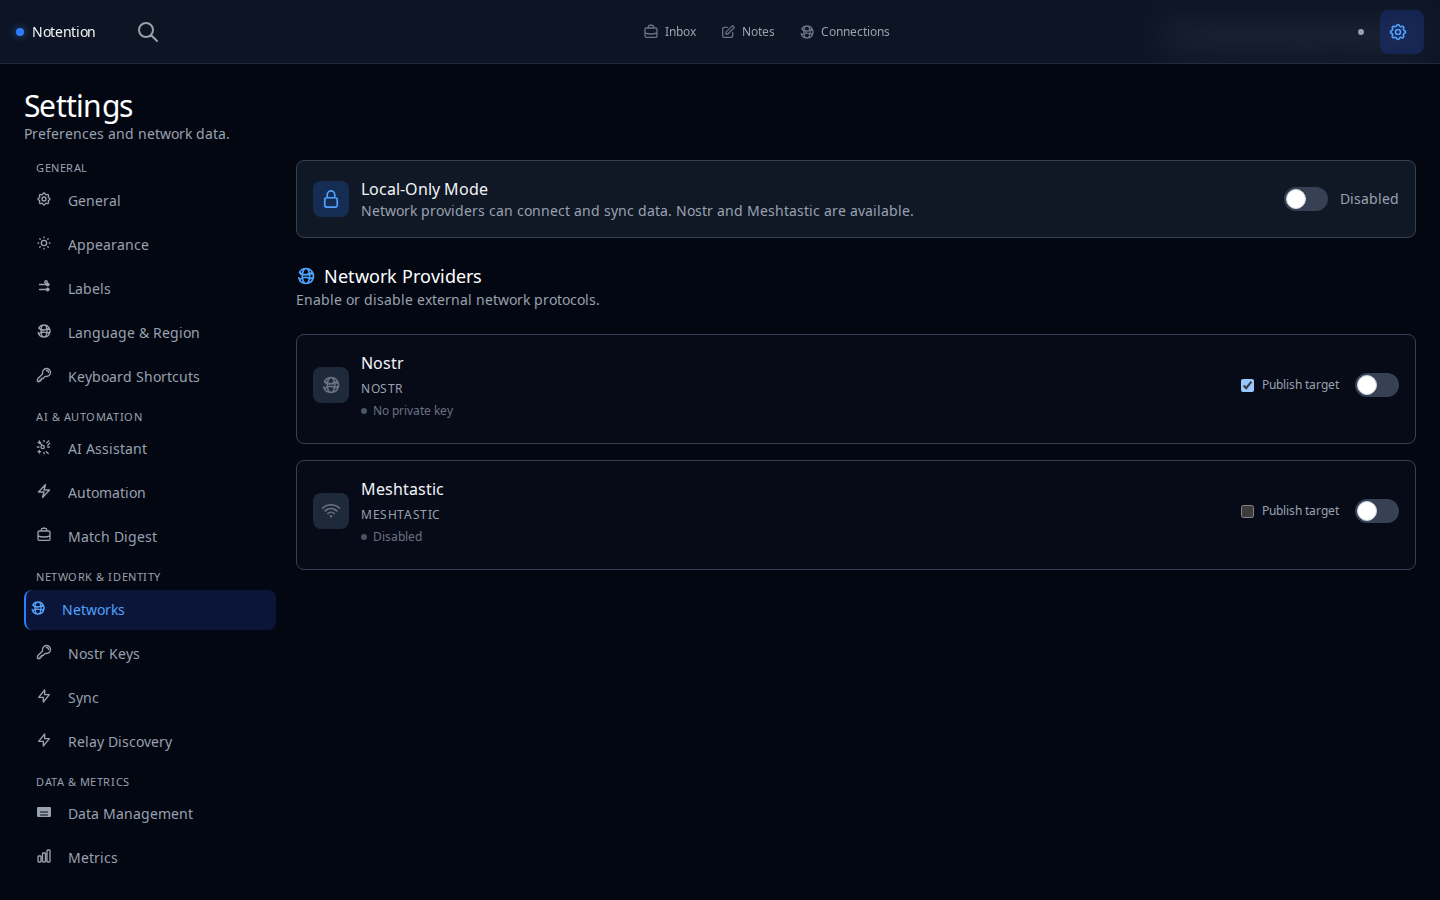 Notention
Inbox
Notes
Connections
Settings
Preferences and network data.
GENERAL
General
Appearance
Labels
Language & Region
Keyboard Shortcuts
AI & AUTOMATION
AI Assistant
Automation
Match Digest
NETWORK & IDENTITY
Networks
Nostr Keys
Sync
Relay Discovery
DATA & METRICS
Data Management
Metrics
Local-Only Mode
Network providers can connect and sync data. Nostr and Meshtastic are available.
Disabled
Network Providers
Enable or disable external network protocols.
Nostr
NOSTR
No private key
Publish target
Meshtastic
MESHTASTIC
Disabled
Publish target